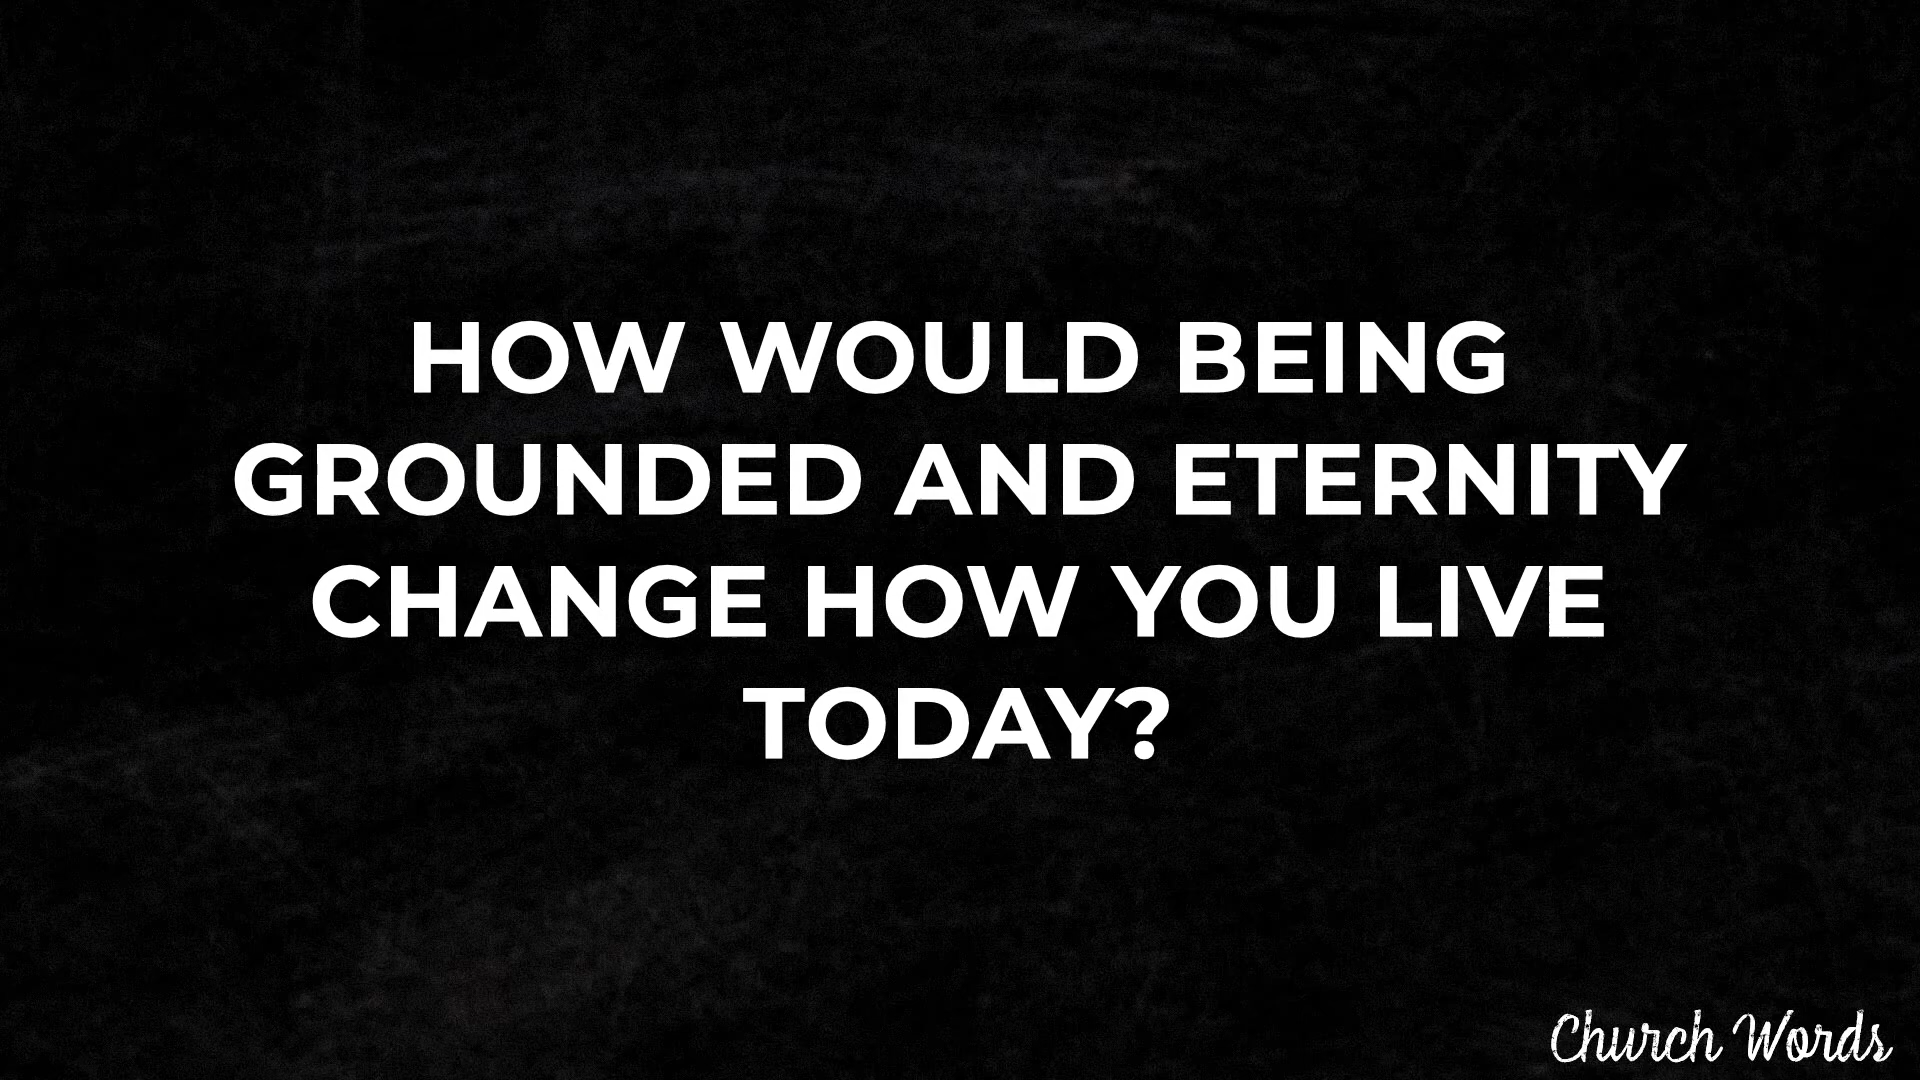 HOW WOULD BEING
GROUNDED AND ETERNITY
CHANGE HOW YOU LIVE
TODAY?
Church Words